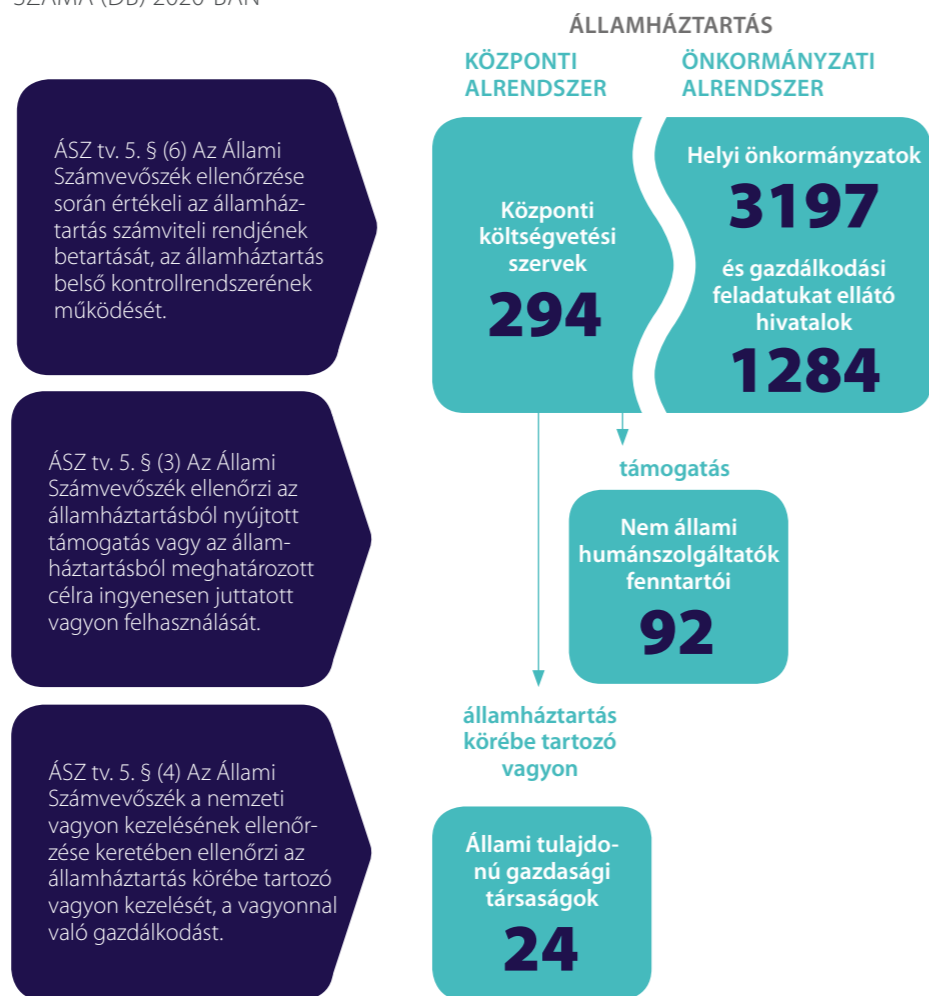 SZÁMA (DB) 2020-BAN
ÁLLAMHÁZTARTÁS
KÖZPONTI
ALRENDSZER
ÖNKORMÁNYZATI
ALRENDSZER
ÁSZ tv. 5. § (6) Az Állami
Számvevőszék ellenőrzése
során értékeli az államház-
tartás számviteli rendjének
betartását, az államháztartás
belső kontrollrendszerének
működését.
Központi
költségvetési
szervek
294
Helyi önkormányzatok
3197
és gazdálkodási
feladatukat ellátó
hivatalok
1284
ÁSZ tv. 5. § (3) Az Állami
Számvevőszék ellenőrzi az
államháztartásból nyújtott
támogatás vagy az állam-
háztartásból meghatározott
célra ingyenesen juttatott
vagyon felhasználását.
támogatás
Nem állami
humánszolgáltatók
fenntartói
92
ÁSZ tv. 5. § (4) Az Állami
Számvevőszék a nemzeti
vagyon kezelésének ellenőr-
zése keretében ellenőrzi az
államháztartás körébe tartozó
vagyon kezelését, a vagyonnal
való gazdálkodást.
államháztartás
körébe tartozó
vagyon
Állami tulajdo-
nú gazdasági
társaságok
24